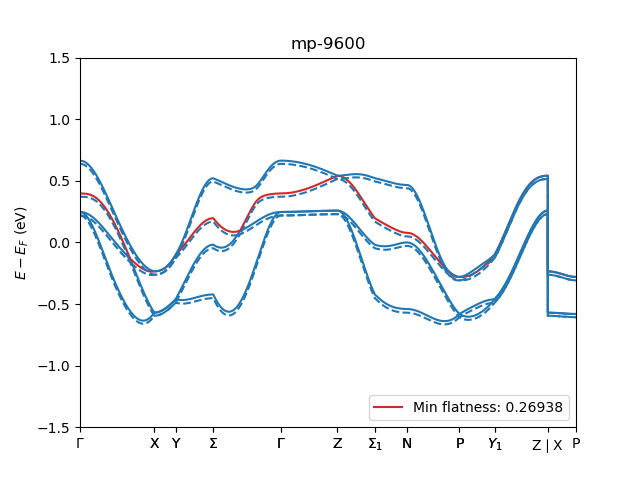 mp-9600
E − E_F (eV)
1.5
1.0
0.5
0.0
−0.5
−1.0
−1.5
Min flatness: 0.26938
Γ X Y Σ Γ Z Σ₁ N P Y₁ Z | X P